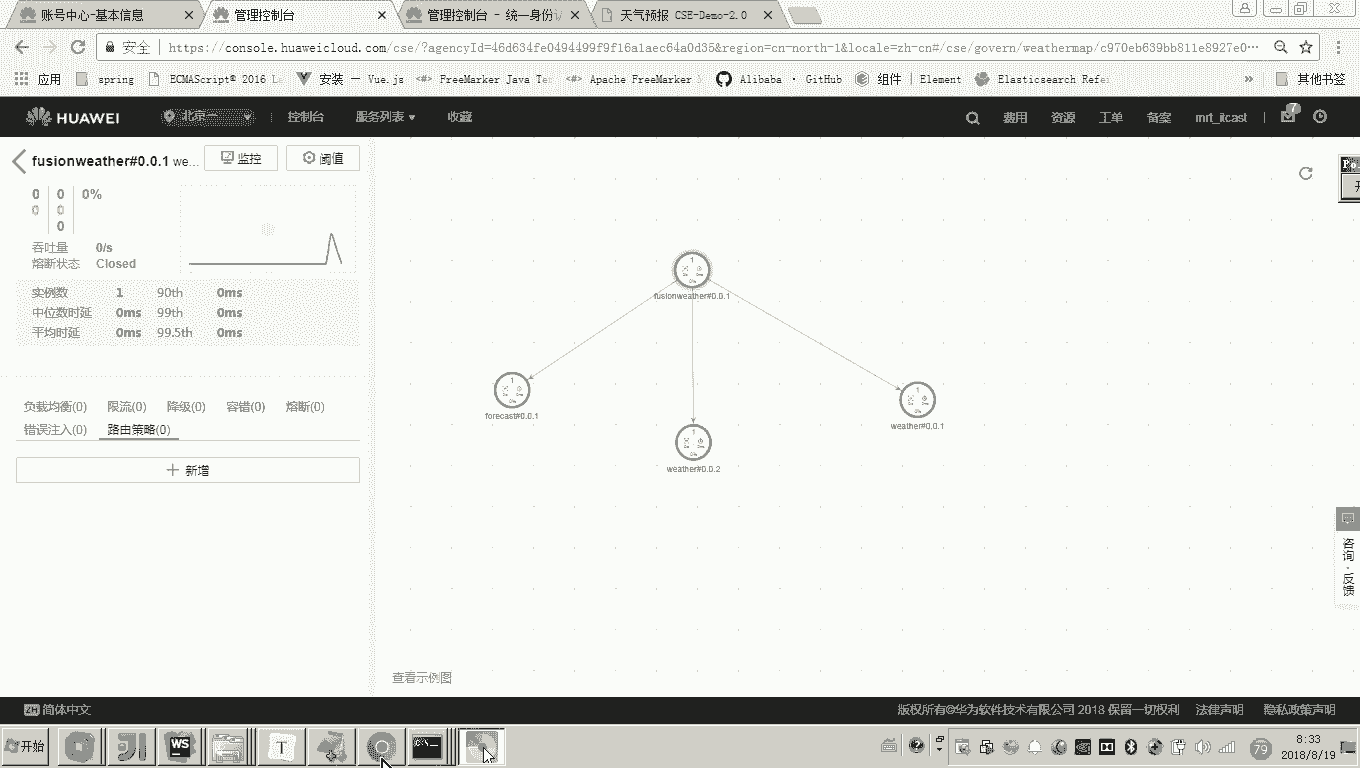 账号中心-基本信息
管理控制台
管理控制台 - 统一身份认
天气预报 CSE-Demo-2.0
安全
https://console.huaweicloud.com/cse/?agencyId=46d634fe0494499f9f16a1aec64a0d35&region=cn-north-1&locale=zh-cn#/cse/govern/weathermap/c970eb639bb811e8927e0…
应用
spring
ECMAScript® 2016 L
安装 — Vue.js
FreeMarker Java Te
Apache FreeMarker
Alibaba · GitHub
组件 | Element
Elasticsearch Refe
»
其他书签
HUAWEI
北京一
控制台
服务列表
收藏
费用
资源
工单
备案
mrt_itcast
7
fusionweather#0.0.1 we...
监控
阈值
0 0 0%
0 0
0
吞吐量 0/s
熔断状态 Closed
实例数 1 90th 0ms
中位数时延 0ms 99th 0ms
平均时延 0ms 99.5th 0ms
负载均衡(0) 限流(0) 降级(0) 容错(0) 熔断(0)
错误注入(0) 路由策略(0)
新增
1
fusionweather#0.0.1
1
forecast#0.0.1
1
weather#0.0.2
1
weather#0.0.1
咨询·反馈
查看示例图
ZH 简体中文
版权所有©华为软件技术有限公司 2018 保留一切权利
法律声明
隐私政策声明
开始
WS
T
79
8:33
2018/8/19